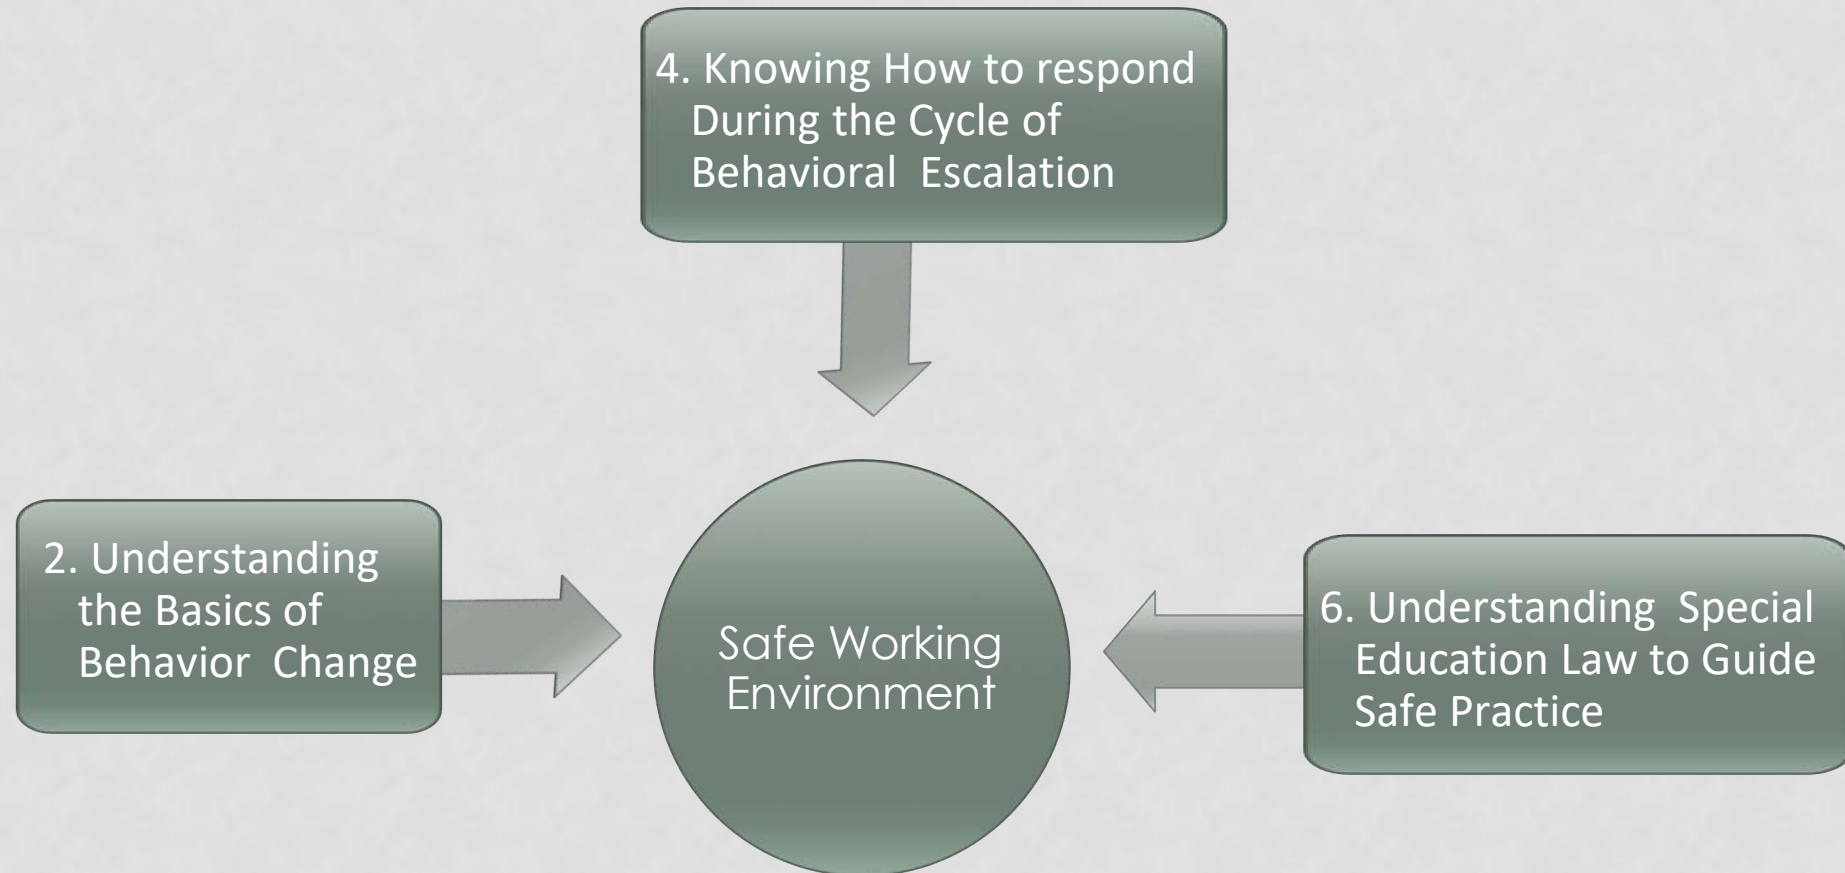 4. Knowing How to respond
During the Cycle of
Behavioral  Escalation
2. Understanding
the Basics of
Behavior  Change
Safe Working
Environment
6. Understanding  Special
Education Law to Guide
Safe Practice